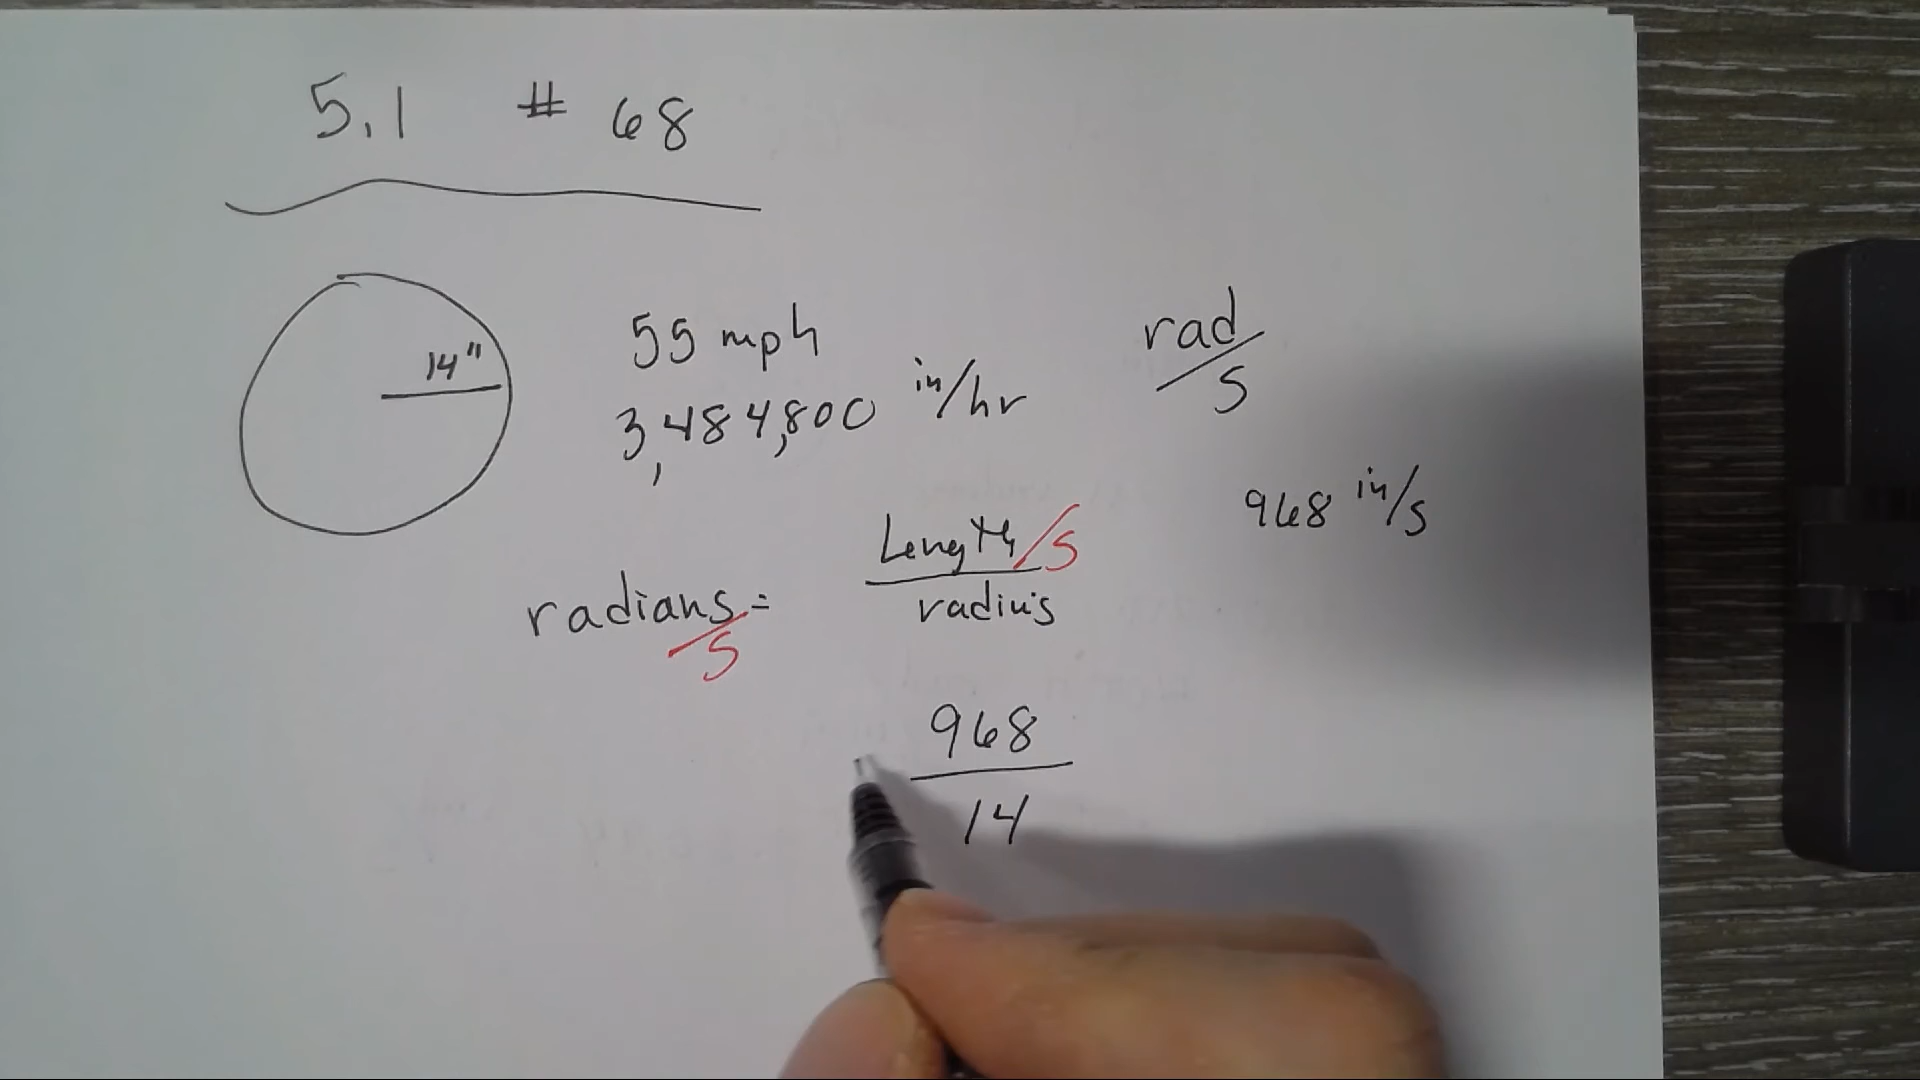 5.1 # 68
14"
55 mph
3,484,800 in/hr
rad/s
968 in/s
radians/s = Length/s
radius
968
14